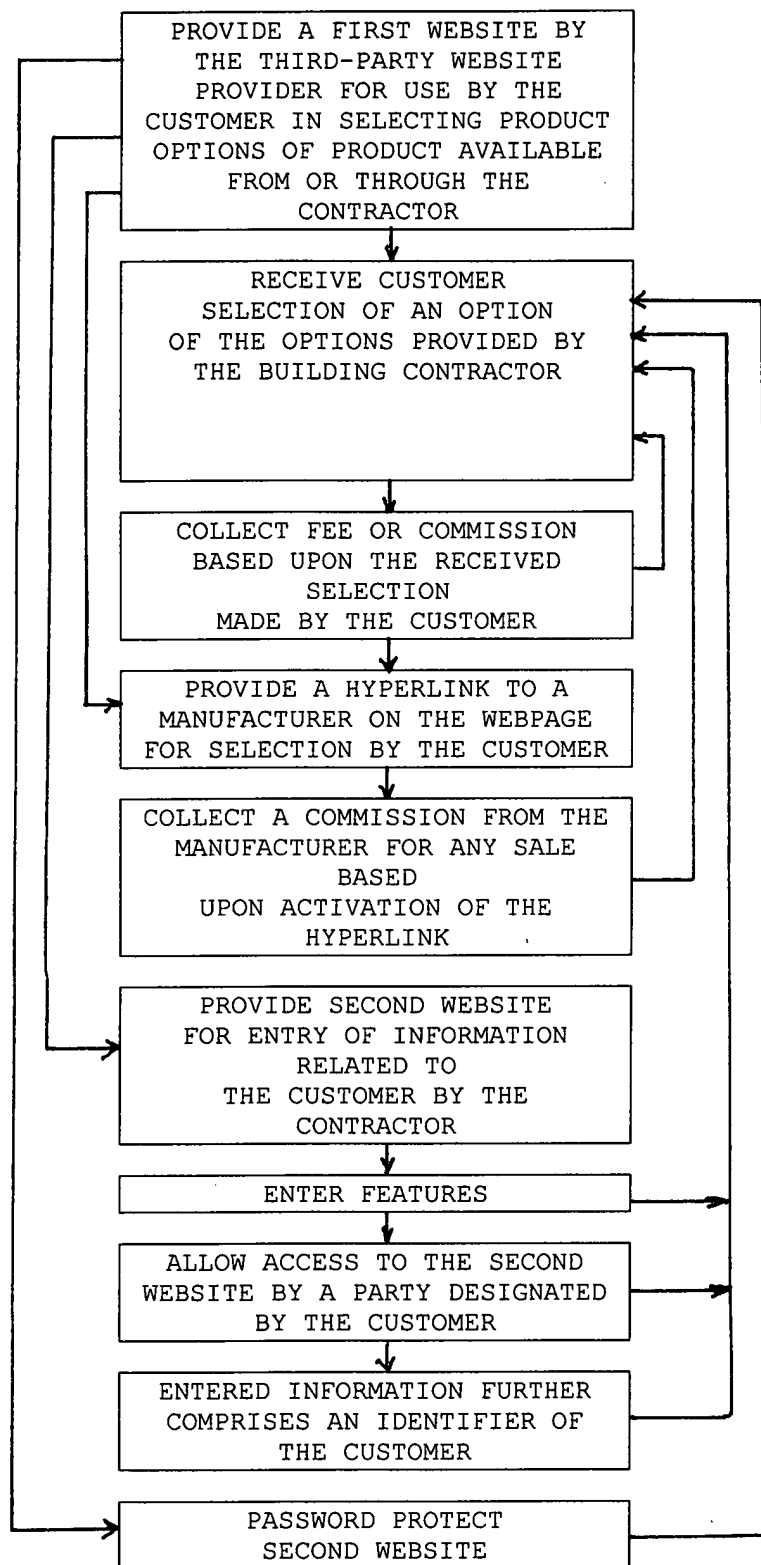 PROVIDE A FIRST WEBSITE BY
THE THIRD-PARTY WEBSITE
PROVIDER FOR USE BY THE
CUSTOMER IN SELECTING PRODUCT
OPTIONS OF PRODUCT AVAILABLE
FROM OR THROUGH THE
CONTRACTOR
RECEIVE CUSTOMER
SELECTION OF AN OPTION
OF THE OPTIONS PROVIDED BY
THE BUILDING CONTRACTOR
COLLECT FEE OR COMMISSION
BASED UPON THE RECEIVED
SELECTION
MADE BY THE CUSTOMER
PROVIDE A HYPERLINK TO A
MANUFACTURER ON THE WEBPAGE
FOR SELECTION BY THE CUSTOMER
COLLECT A COMMISSION FROM THE
MANUFACTURER FOR ANY SALE
BASED
UPON ACTIVATION OF THE
HYPERLINK
PROVIDE SECOND WEBSITE
FOR ENTRY OF INFORMATION
RELATED TO
THE CUSTOMER BY THE
CONTRACTOR
ENTER FEATURES
ALLOW ACCESS TO THE SECOND
WEBSITE BY A PARTY DESIGNATED
BY THE CUSTOMER
ENTERED INFORMATION FURTHER
COMPRISES AN IDENTIFIER OF
THE CUSTOMER
PASSWORD PROTECT
SECOND WEBSITE